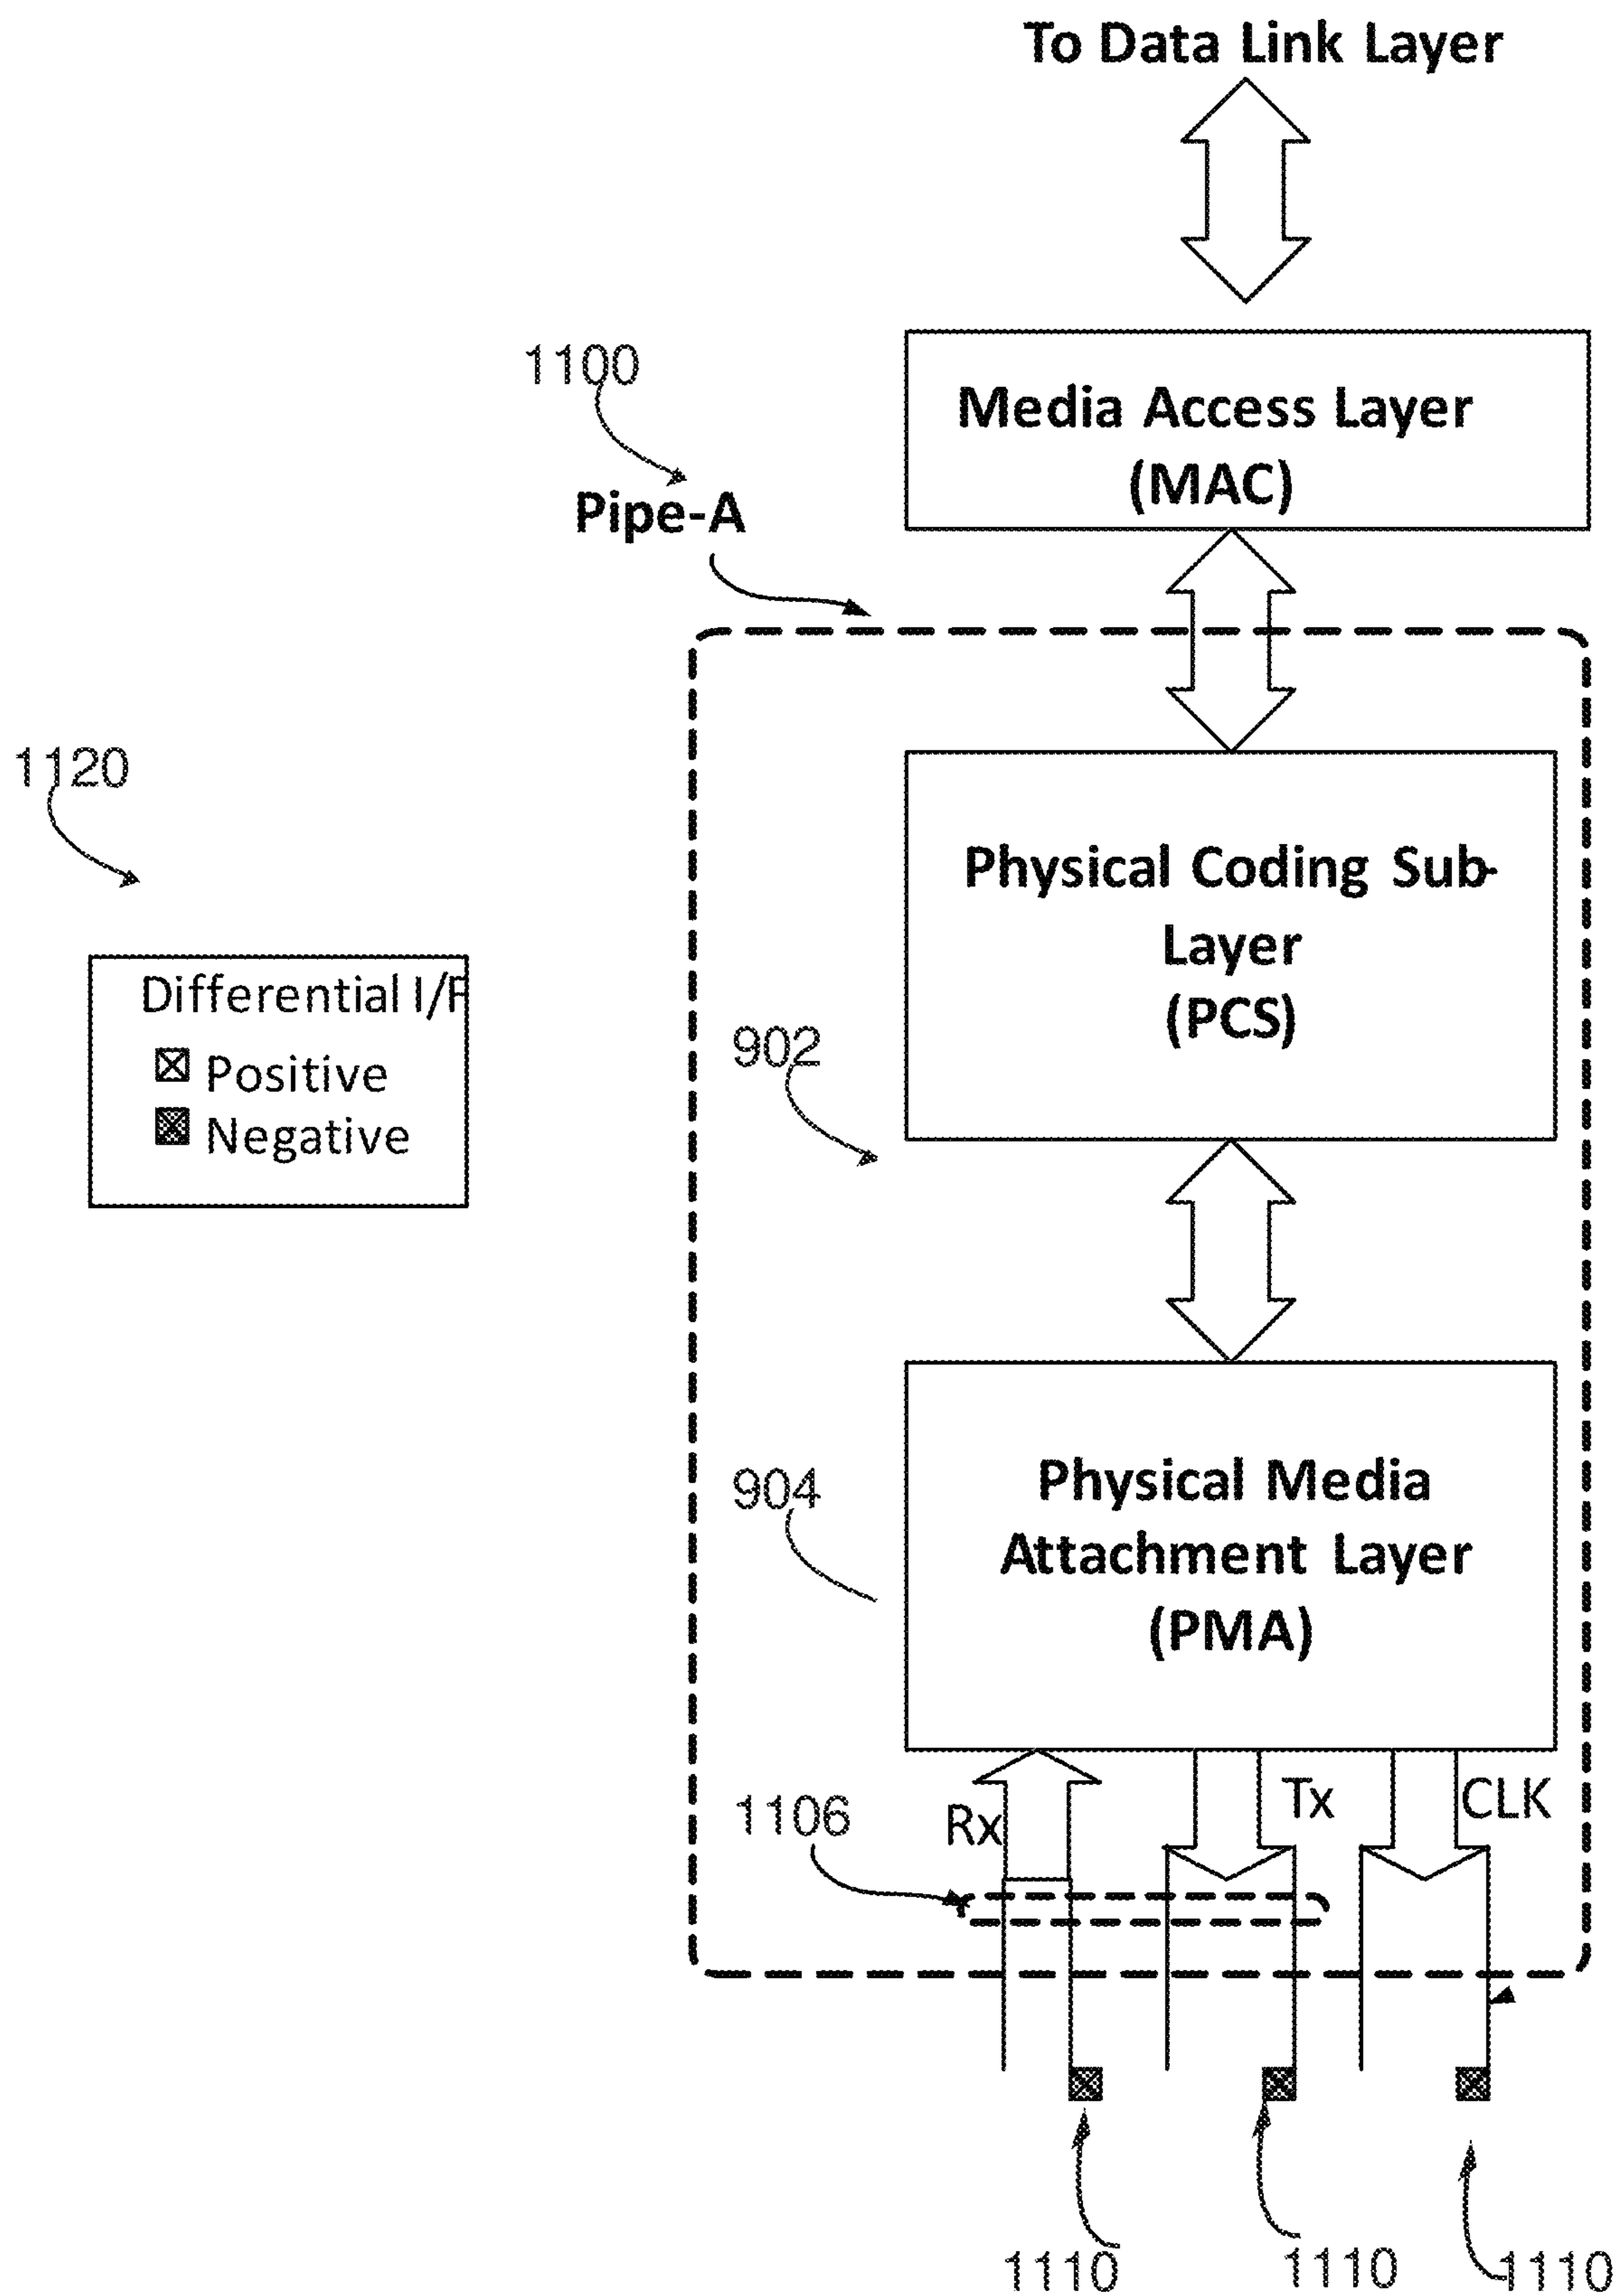 To Data Link Layer
1100
Media Access Layer
(MAC)
Pipe-A
1120
Physical Coding Sub-
Layer
(PCS)
Differential I/F
Positive
Negative
902
904
Physical Media
Attachment Layer
(PMA)
1106
Rx
Tx
CLK
1110
1110
1110